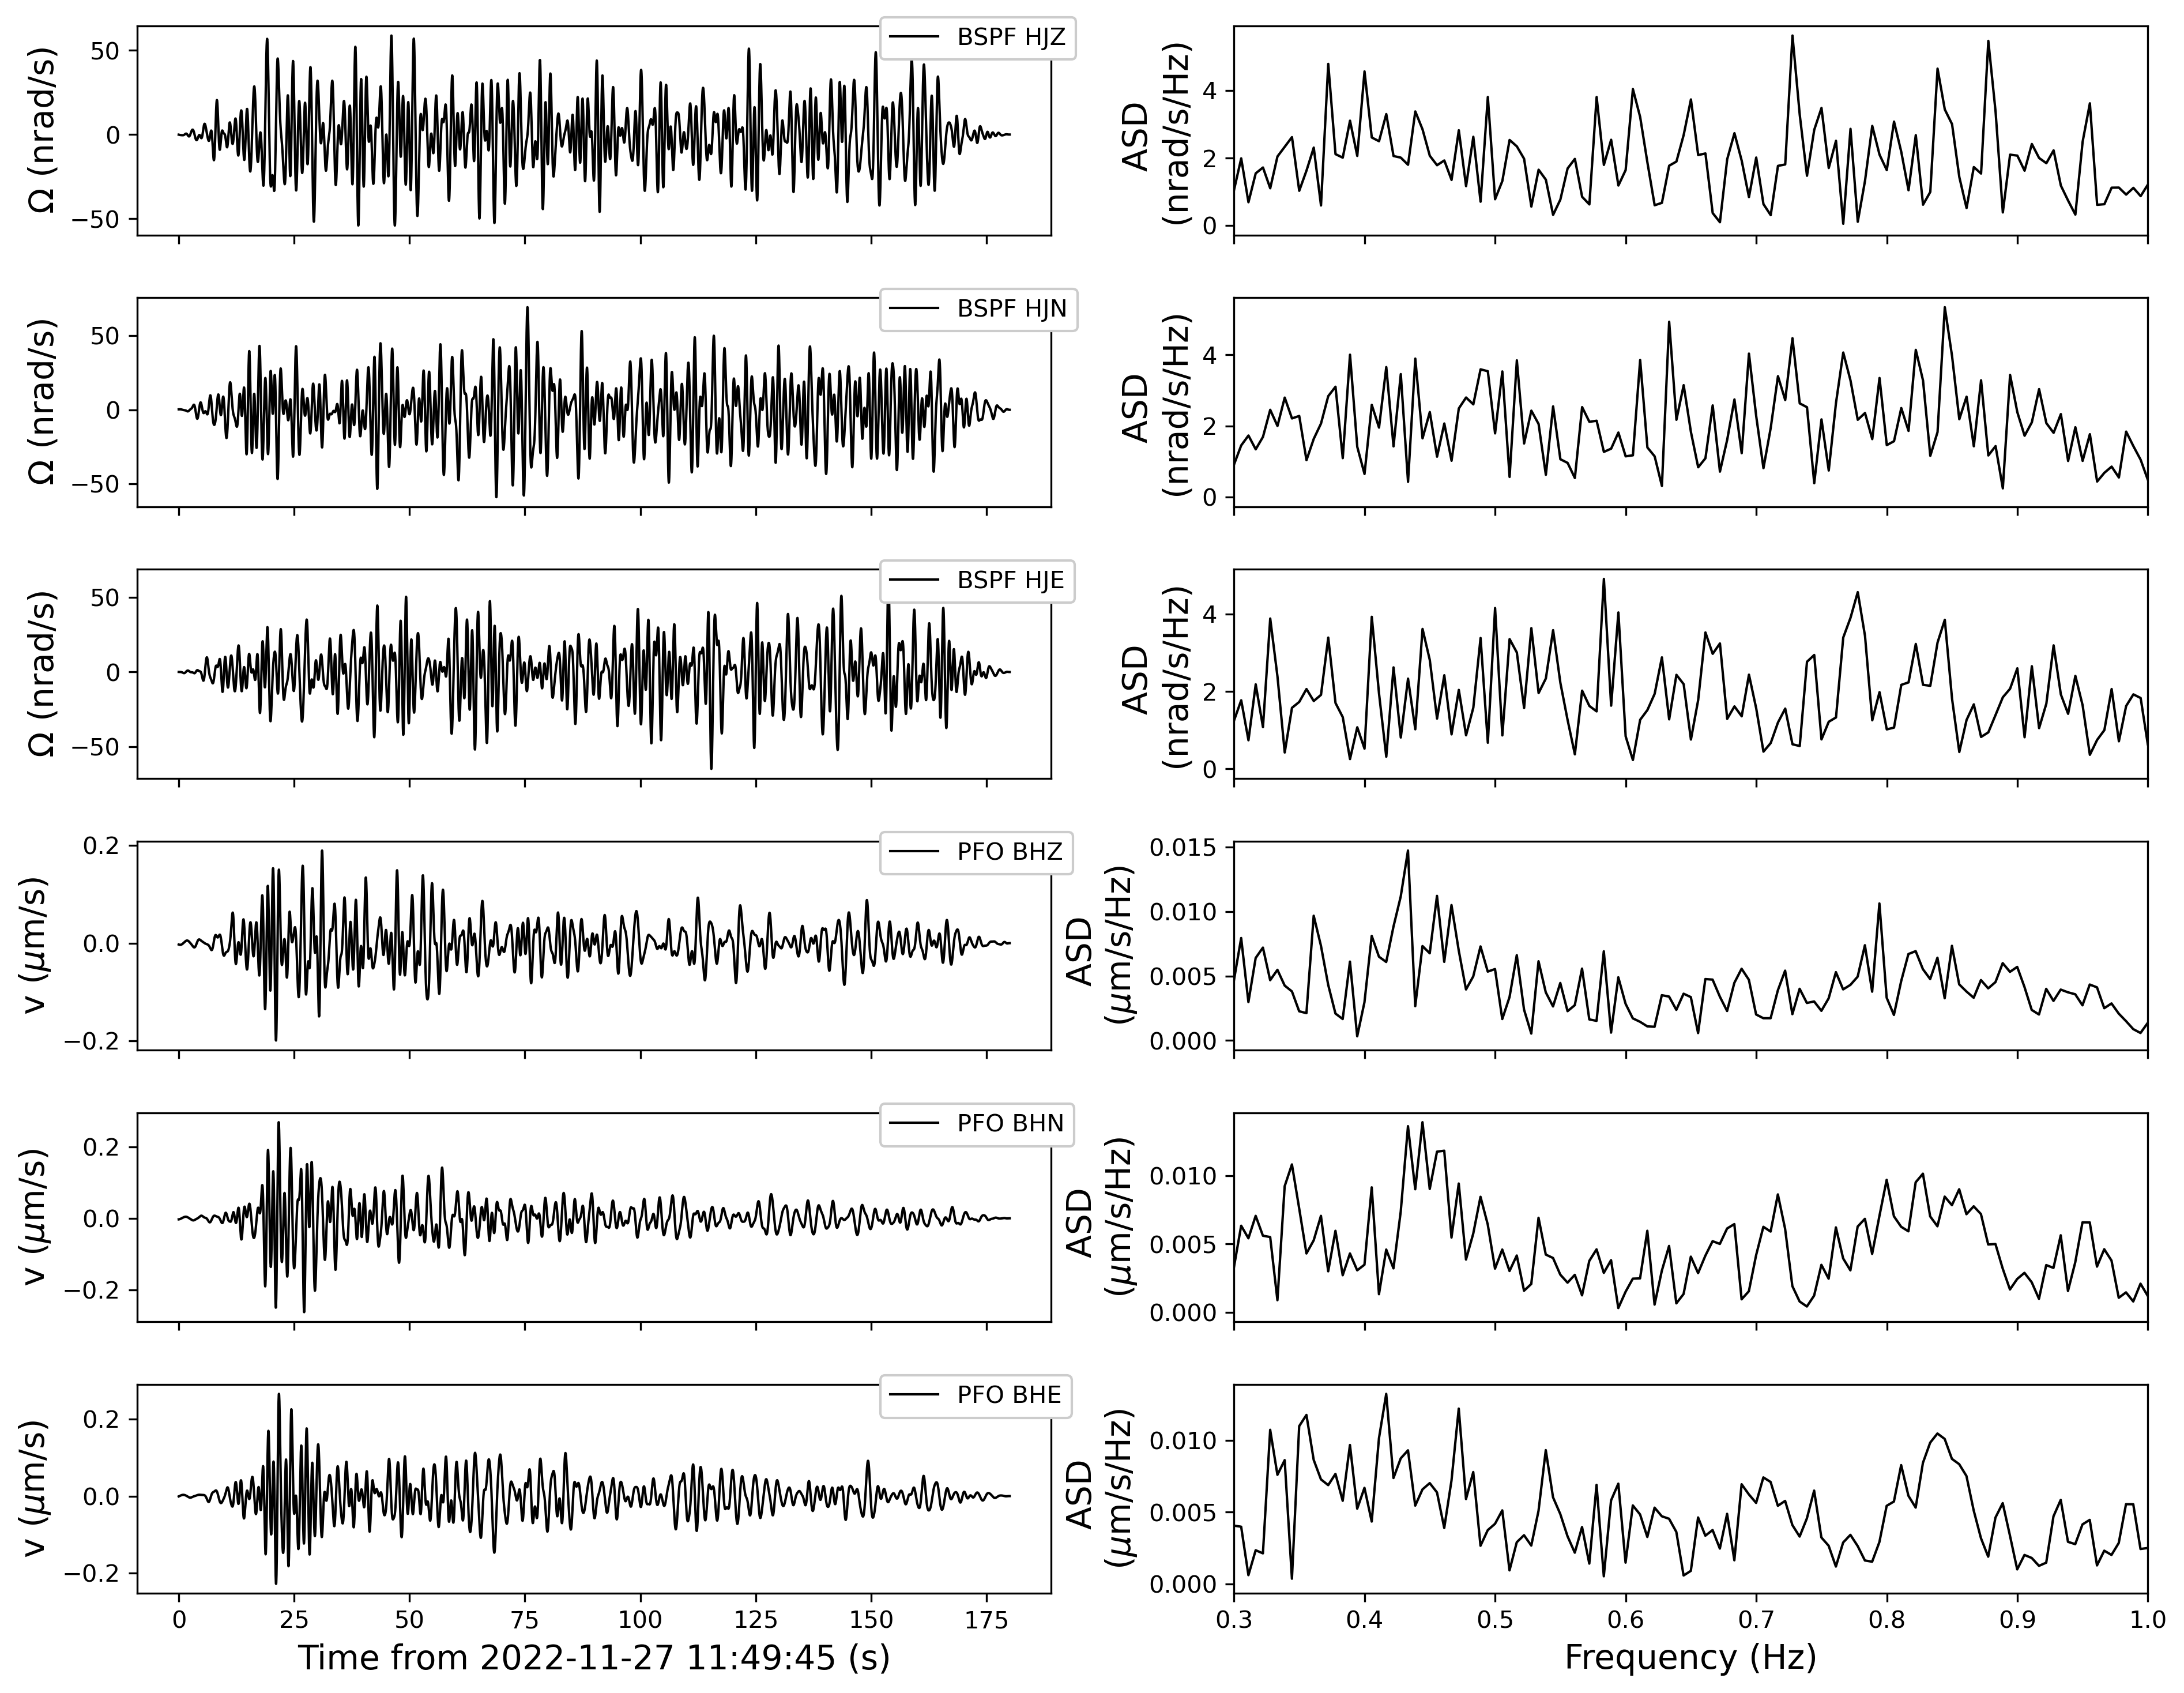 BSPF HJZ
Ω (nrad/s)
50
0
−50
ASD
(nrad/s/Hz)
4
2
0
BSPF HJN
Ω (nrad/s)
50
0
−50
ASD
(nrad/s/Hz)
4
2
0
BSPF HJE
Ω (nrad/s)
50
0
−50
ASD
(nrad/s/Hz)
4
2
0
PFO BHZ
v (μm/s)
0.2
0.0
−0.2
ASD
(μm/s/Hz)
0.015
0.010
0.005
0.000
PFO BHN
v (μm/s)
0.2
0.0
−0.2
ASD
(μm/s/Hz)
0.010
0.005
0.000
PFO BHE
v (μm/s)
0.2
0.0
−0.2
ASD
(μm/s/Hz)
0.010
0.005
0.000
0 25 50 75 100 125 150 175
Time from 2022-11-27 11:49:45 (s)
0.3 0.4 0.5 0.6 0.7 0.8 0.9 1.0
Frequency (Hz)